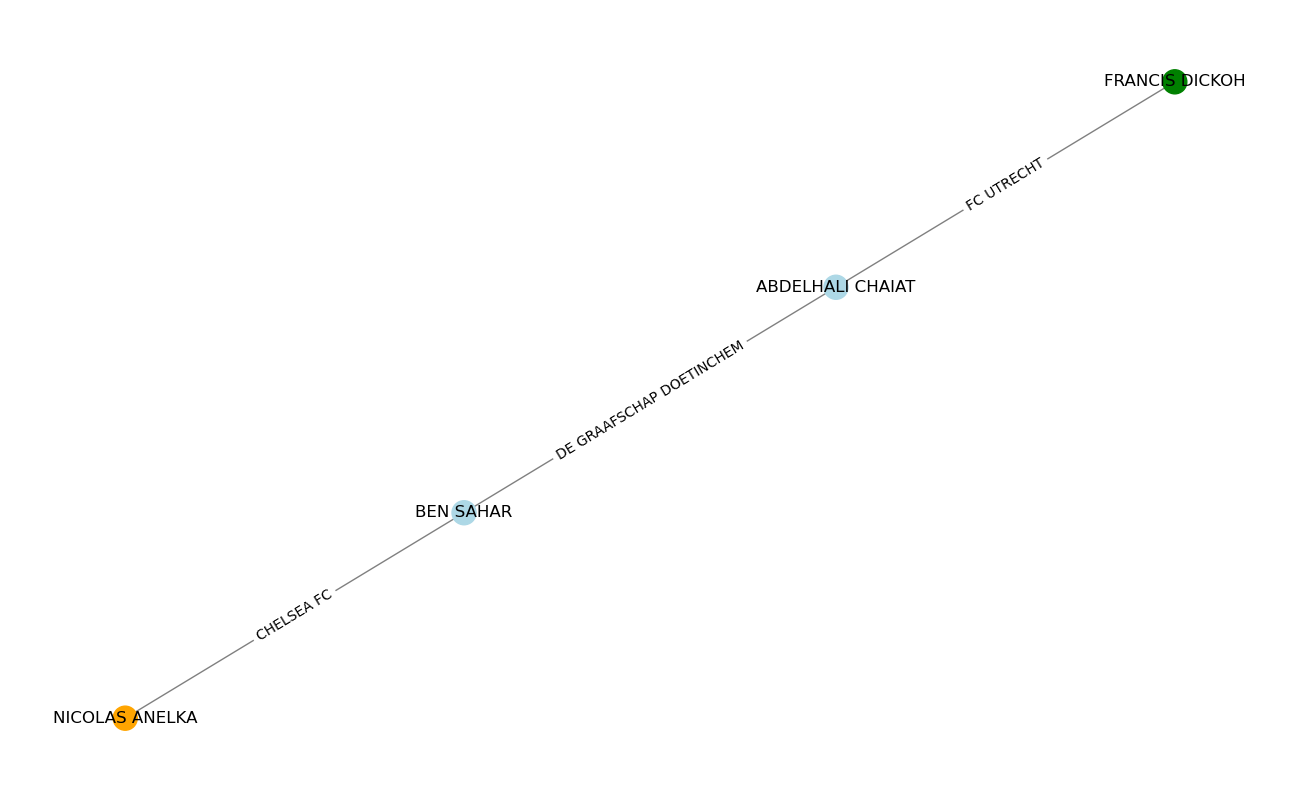 FRANCIS DICKOH
FC UTRECHT
ABDELHALI CHAIAT
DE GRAAFSCHAP DOETINCHEM
BEN SAHAR
CHELSEA FC
NICOLAS ANELKA